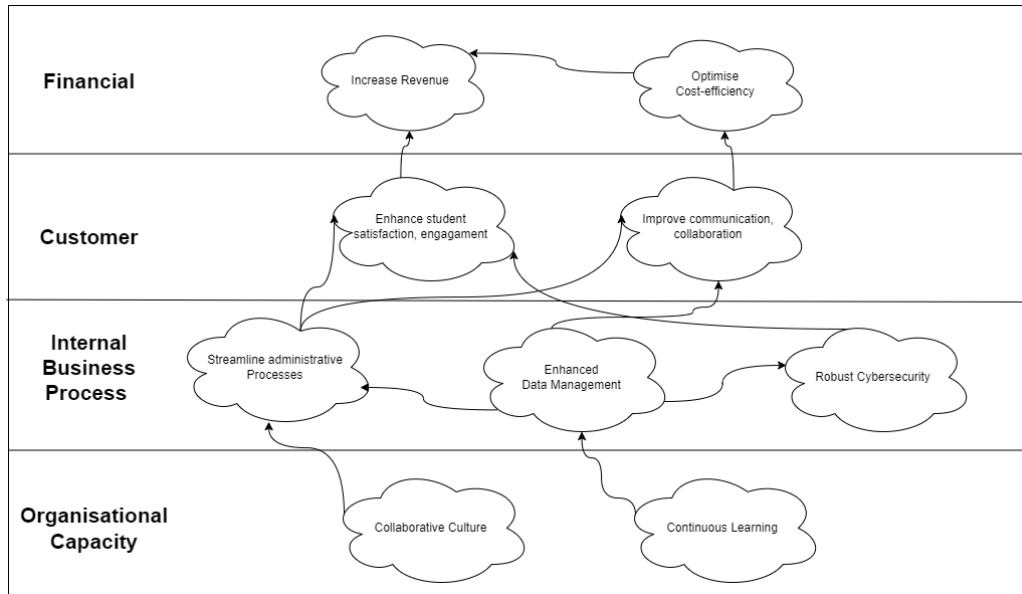 Financial
Increase Revenue
Optimise
Cost-efficiency
Customer
Enhance student
satisfaction, engagament
Improve communication,
collaboration
Internal
Business
Process
Streamline administrative
Processes
Enhanced
Data Management
Robust Cybersecurity
Organisational
Capacity
Collaborative Culture
Continuous Learning